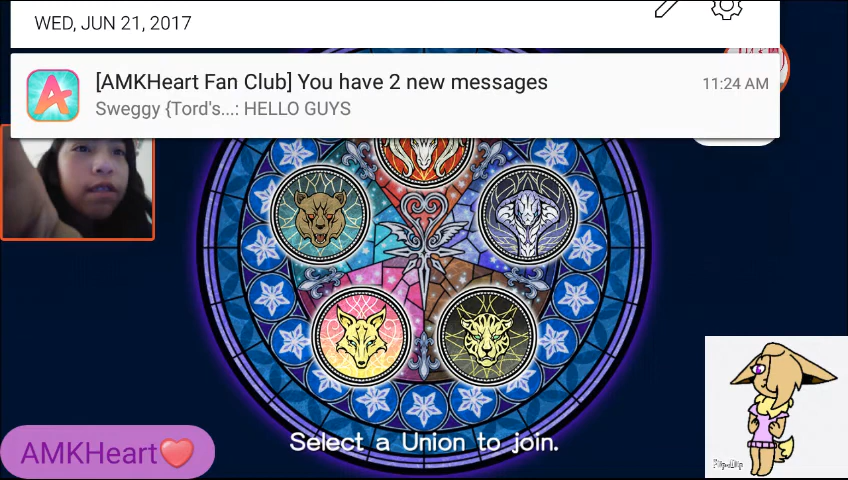 WED, JUN 21, 2017
[AMKHeart Fan Club] You have 2 new messages
11:24 AM
Sweggy {Tord's...: HELLO GUYS
Select a Union to join.
AMKHeart❤